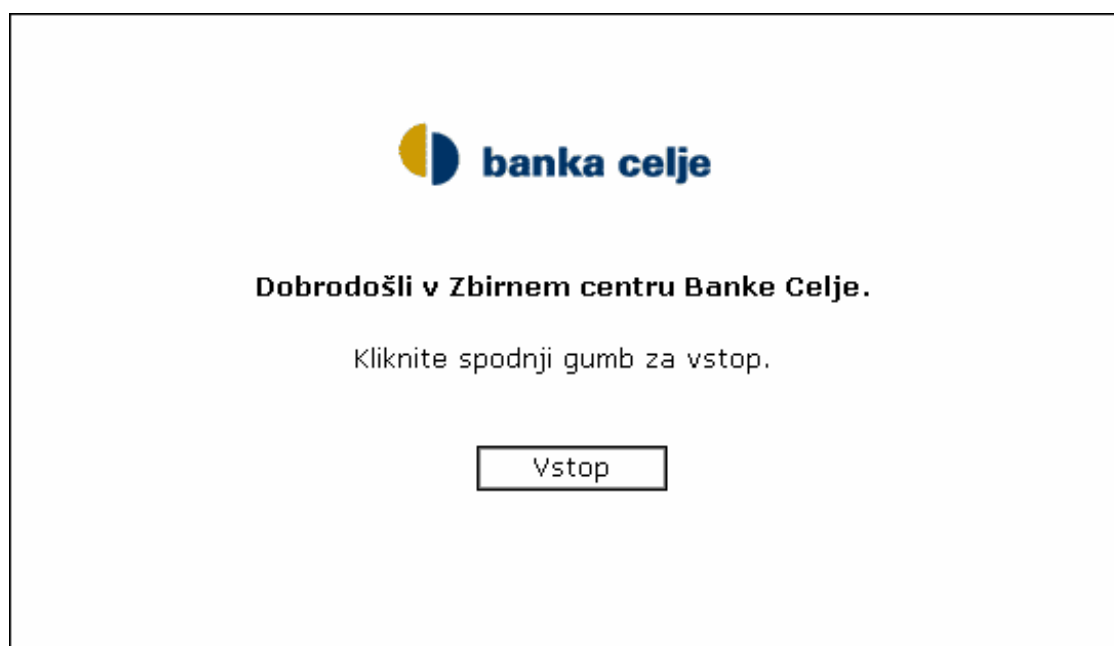 banka celje
Dobrodošli v Zbirnem centru Banke Celje.
Kliknite spodnji gumb za vstop.
Vstop